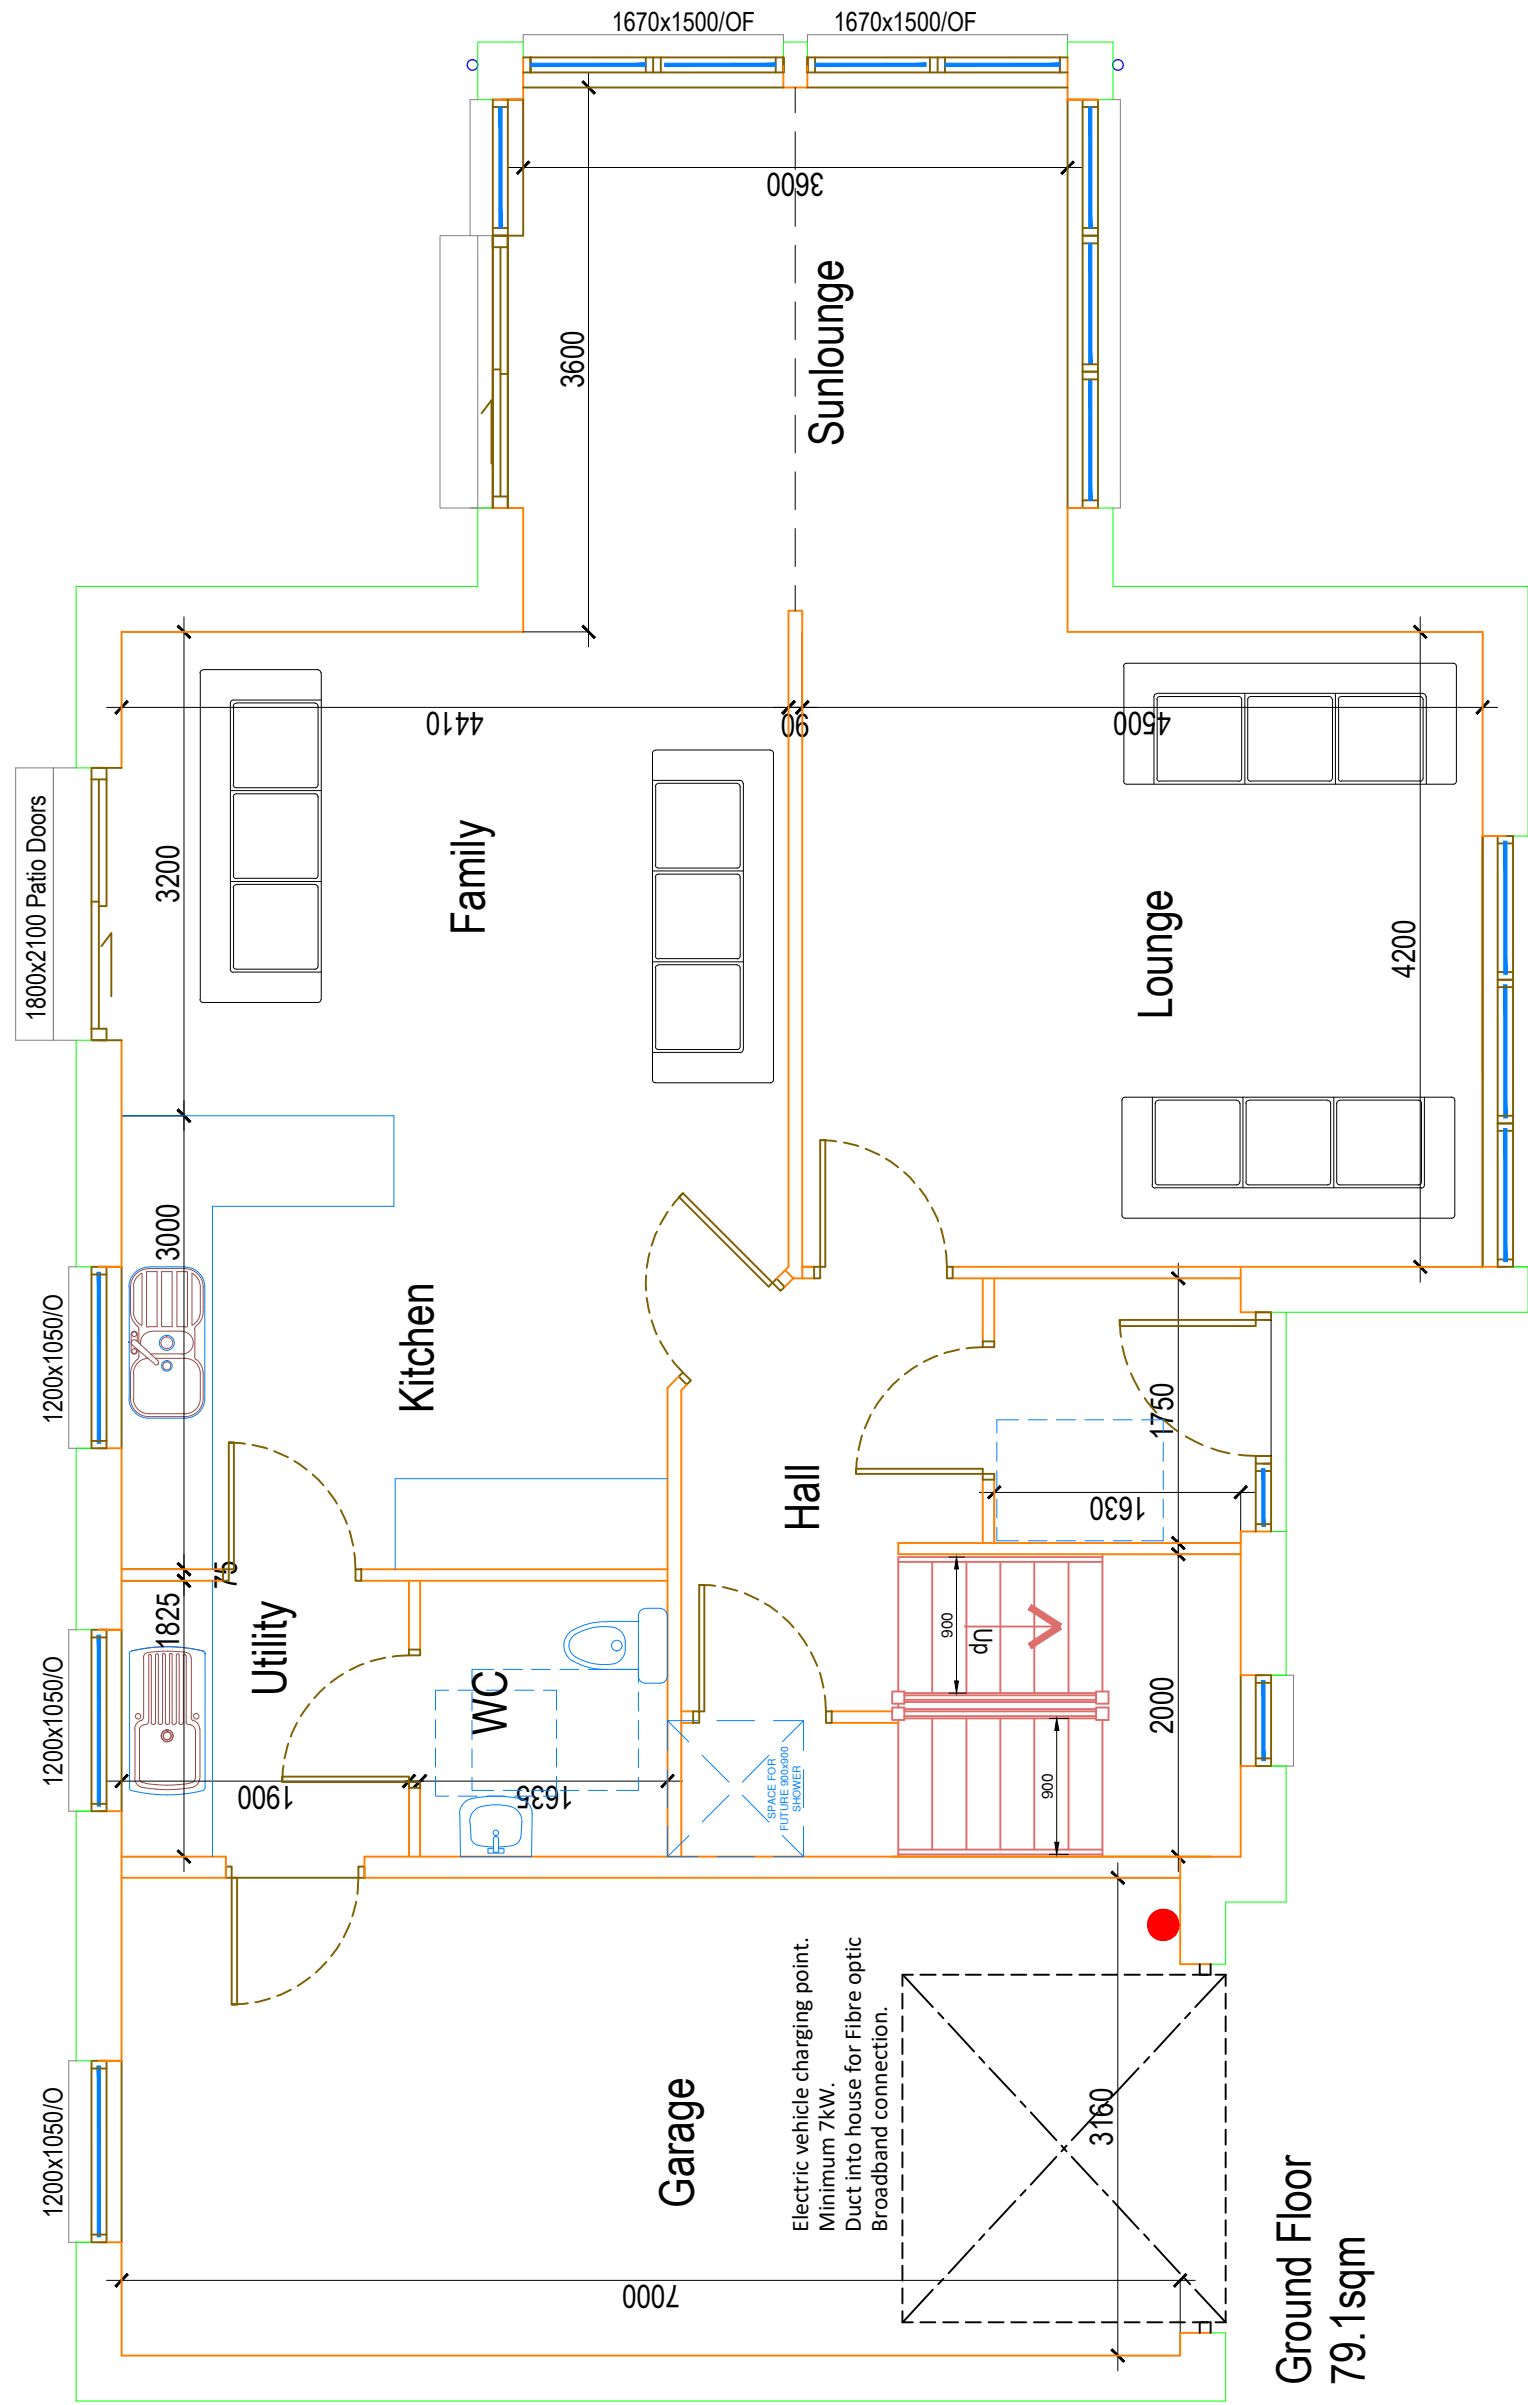 1670x1500/OF
1670x1500/OF
3600
3600
Sunlounge
4410
90
4500
1800x2100 Patio Doors
3200
Family
Lounge
4200
3000
1200x1050/O
Kitchen
Hall
1750
1630
75
1825
Utility
1200x1050/O
WC
900
Up
2000
1900
1635
SPACE FOR
FUTURE 900x900
SHOWER
900
Electric vehicle charging point.
Minimum 7kW.
Duct into house for Fibre optic
Broadband connection.
1200x1050/O
Garage
3160
7000
Ground Floor
79.1sqm